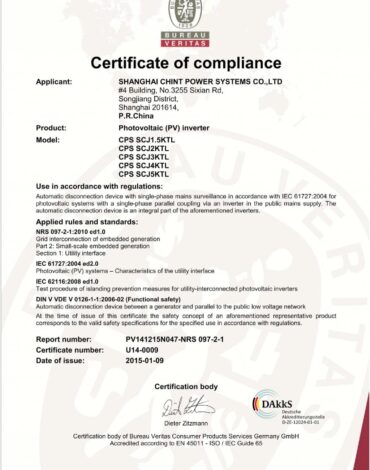 BUREAU
VERITAS
Certificate of compliance
Applicant: SHANGHAI CHINT POWER SYSTEMS CO.,LTD
#4 Building, No.3255 Sixian Rd,
Songjiang District,
Shanghai 201614,
P.R.China
Product: Photovoltaic (PV) inverter
Model: CPS SCJ1.5KTL
CPS SCJ2KTL
CPS SCJ3KTL
CPS SCJ4KTL
CPS SCJ5KTL
Use in accordance with regulations:
Automatic disconnection device with single-phase mains surveillance in accordance with IEC 61727:2004 for
photovoltaic systems with a single-phase parallel coupling via an inverter in the public mains supply. The
automatic disconnection device is an integral part of the aforementioned inverters.
Applied rules and standards:
NRS 097-2-1:2010 ed1.0
Grid interconnection of embedded generation
Part 2: Small-scale embedded generation
Section 1: Utility interface
IEC 61727:2004 ed2.0
Photovoltaic (PV) systems – Characteristics of the utility interface
IEC 62116:2008 ed1.0
Test procedure of islanding prevention measures for utility-interconnected photovoltaic inverters
DIN V VDE V 0126-1-1:2006-02 (Functional safety)
Automatic disconnection device between a generator and parallel to the public low voltage network
At the time of issue of this certificate the safety concept of an aforementioned representative product
corresponds to the valid safety specifications for the specified use in accordance with regulations.
Report number: PV141215N047-NRS 097-2-1
Certificate number: U14-0009
Date of issue: 2015-01-09
Certification body
Dieter Zitzmann
DAkkS
Deutsche
Akkreditierungsstelle
D-ZE-12024-01-01
Certification body of Bureau Veritas Consumer Products Services Germany GmbH
Accredited according to EN 45011 - ISO / IEC Guide 65